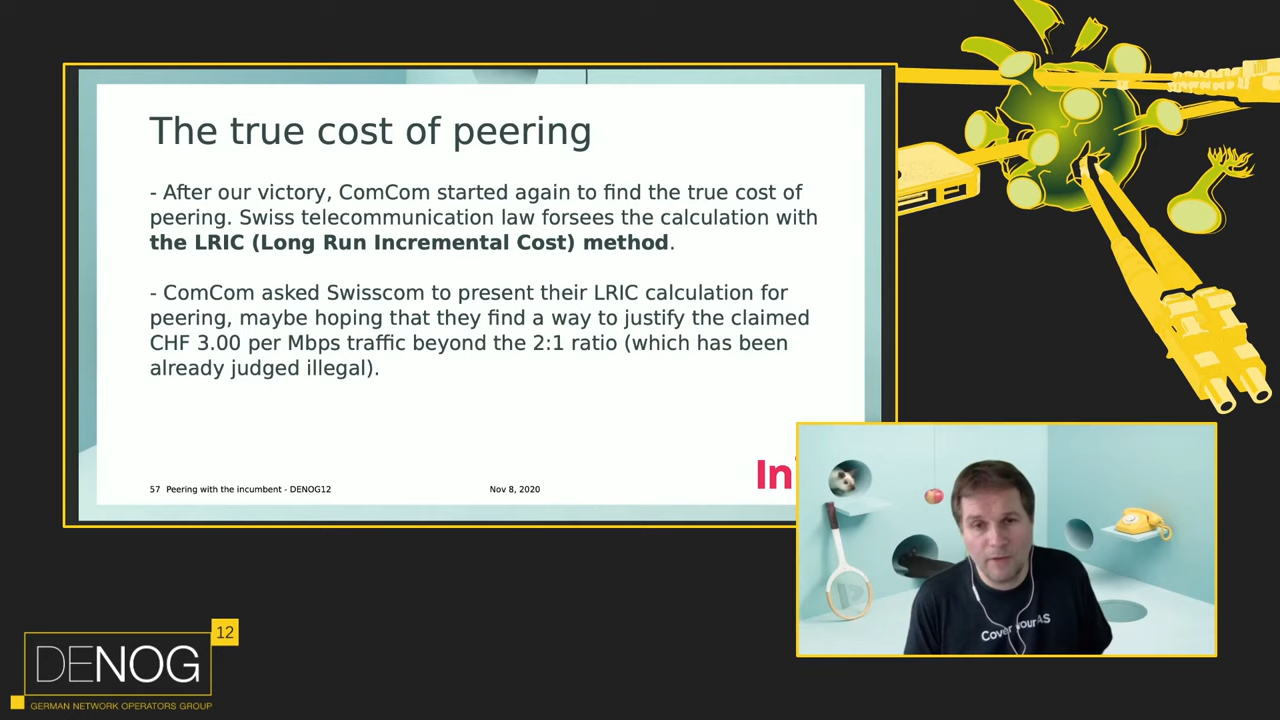 The true cost of peering
- After our victory, ComCom started again to find the true cost of
peering. Swiss telecommunication law forsees the calculation with
the LRIC (Long Run Incremental Cost) method.
- ComCom asked Swisscom to present their LRIC calculation for
peering, maybe hoping that they find a way to justify the claimed
CHF 3.00 per Mbps traffic beyond the 2:1 ratio (which has been
already judged illegal).
57 Peering with the incumbent - DENOG12
Nov 8, 2020
In
Cover your AS
12
DENOG
GERMAN NETWORK OPERATORS GROUP